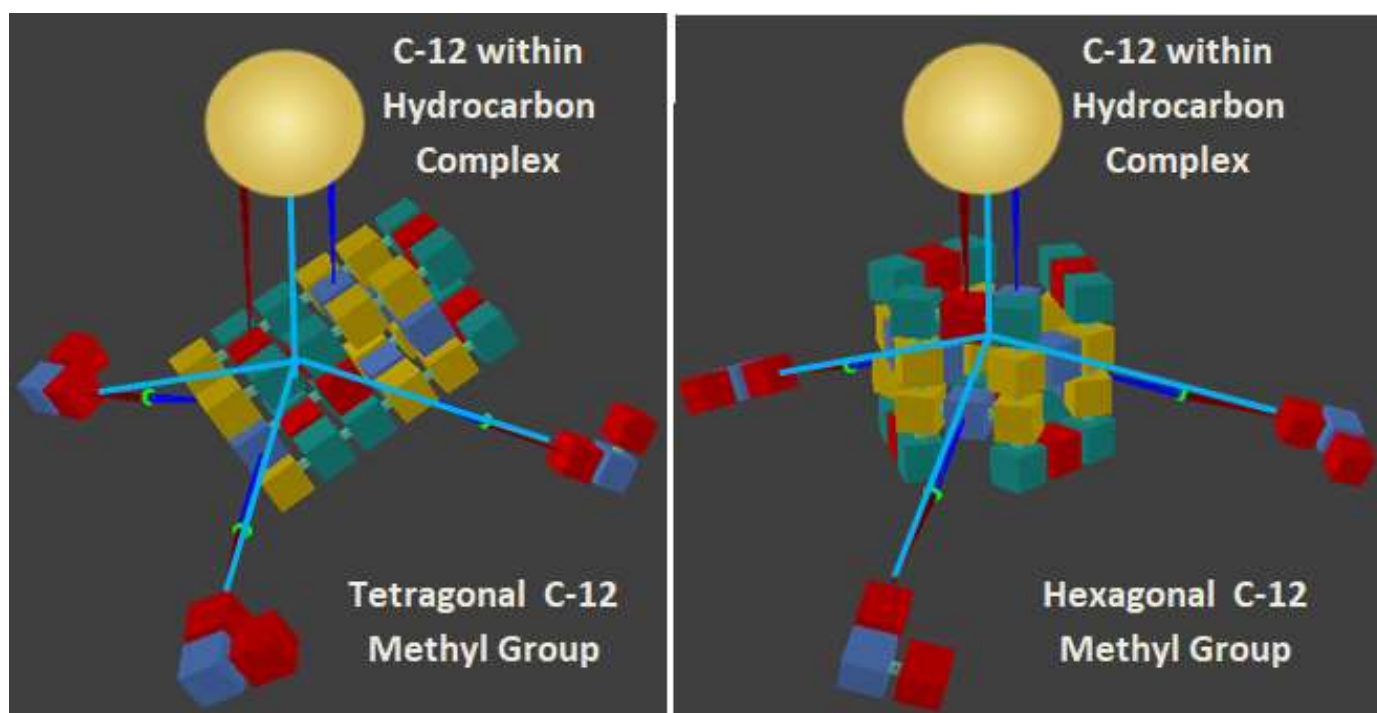 C-12 within
Hydrocarbon
Complex
Tetragonal C-12
Methyl Group
C-12 within
Hydrocarbon
Complex
Hexagonal C-12
Methyl Group